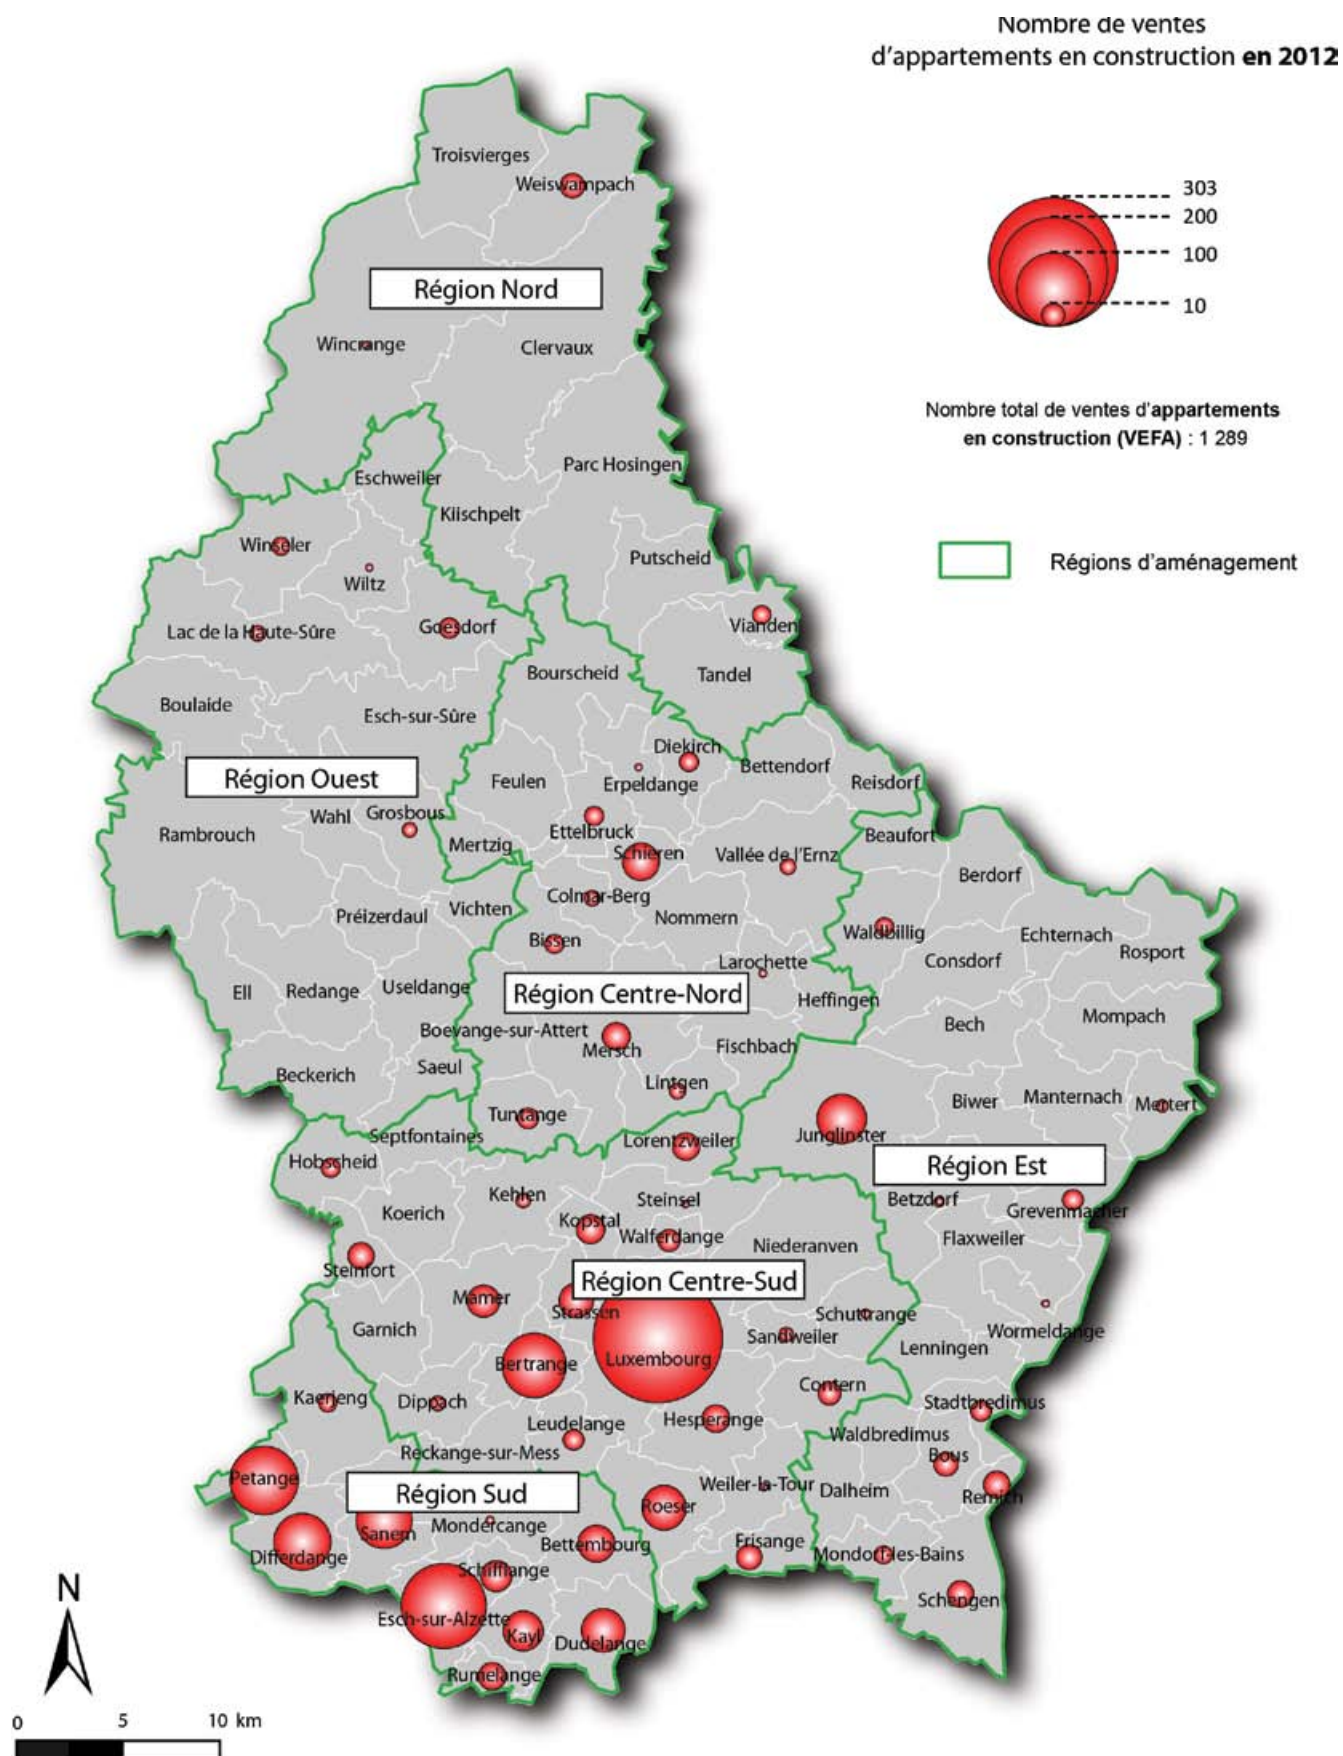 Nombre de ventes
d'appartements en construction en 2012
303
200
100
10
Nombre total de ventes d'appartements
en construction (VEFA) : 1 289
Régions d'aménagement
Troisvierges
Weiswampach
Région Nord
Wincrange
Clervaux
Parc Hosingen
Eschweiler
Kiischpelt
Winseler
Wiltz
Putscheid
Lac de la Haute-Sûre
Goesdorf
Vianden
Bourscheid
Tandel
Boulaide
Esch-sur-Sûre
Région Ouest
Diekirch
Bettendorf
Feulen
Erpeldange
Reisdorf
Wahl
Grosbous
Rambrouch
Ettelbruck
Beaufort
Mertzig
Schieren
Vallée de l'Ernz
Berdorf
Colmar-Berg
Préizerdaul
Vichten
Nommern
Waldbillig
Echternach
Bissen
Rosport
Larochette
Consdorf
Ell
Redange
Useldange
Région Centre-Nord
Heffingen
Mompach
Boevange-sur-Attert
Bech
Mersch
Fischbach
Saeul
Beckerich
Lintgen
Biwer
Manternach
Mertert
Tuntange
Septfontaines
Lorentzweiler
Junglinster
Hobscheid
Région Est
Kehlen
Steinsel
Betzdorf
Grevenmacher
Koerich
Kopstal
Walferdange
Niederanven
Flaxweiler
Steinfort
Région Centre-Sud
Mamer
Strassen
Schuttrange
Garnich
Sandweiler
Wormeldange
Lenningen
Bertrange
Luxembourg
Contern
Kaerjeng
Dippach
Stadtbredimus
Leudelange
Hesperange
Waldbredimus
Reckange-sur-Mess
Bous
Petange
Région Sud
Weiler-la-Tour
Dalheim
Remich
Roeser
Sanem
Mondercange
Bettembourg
Frisange
Differdange
Mondorf-les-Bains
Schifflange
Schengen
Esch-sur-Alzette
Kayl
Dudelange
Rumelange
N
0 5 10 km